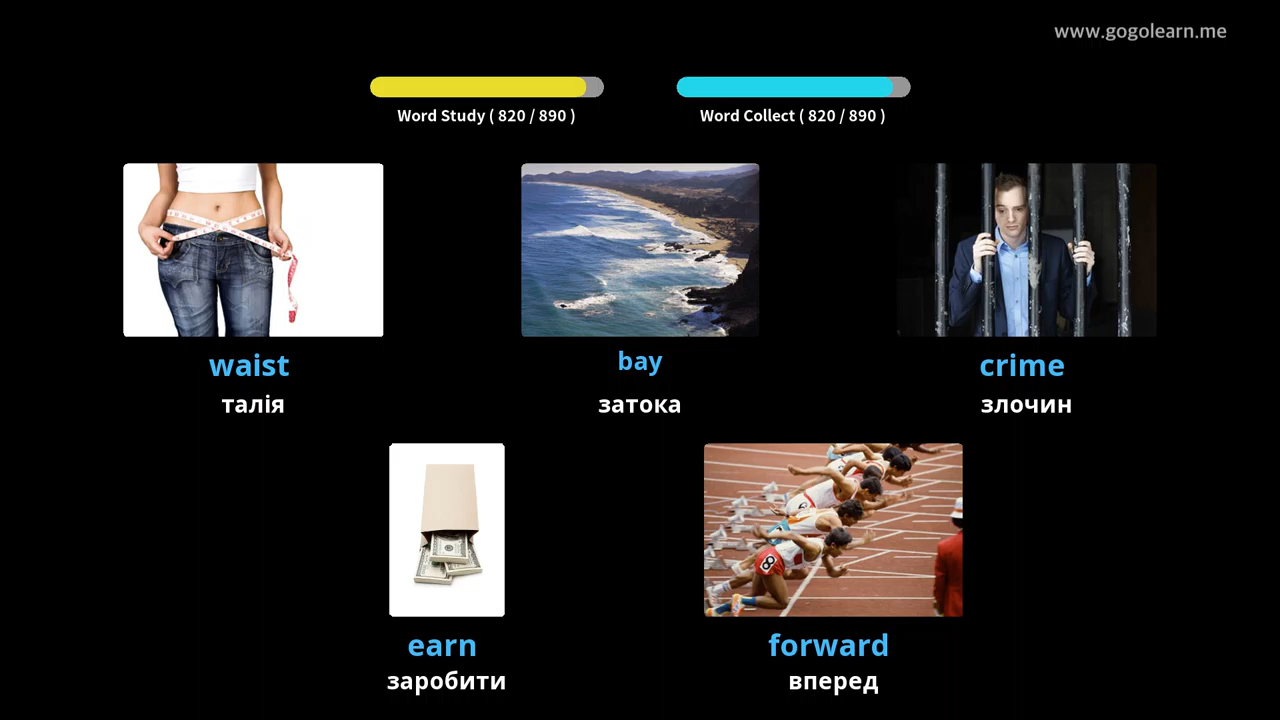 www.gogolearn.me
Word Study ( 820 / 890 )
Word Collect ( 820 / 890 )
waist
bay
crime
талія
затока
злочин
earn
forward
заробити
вперед